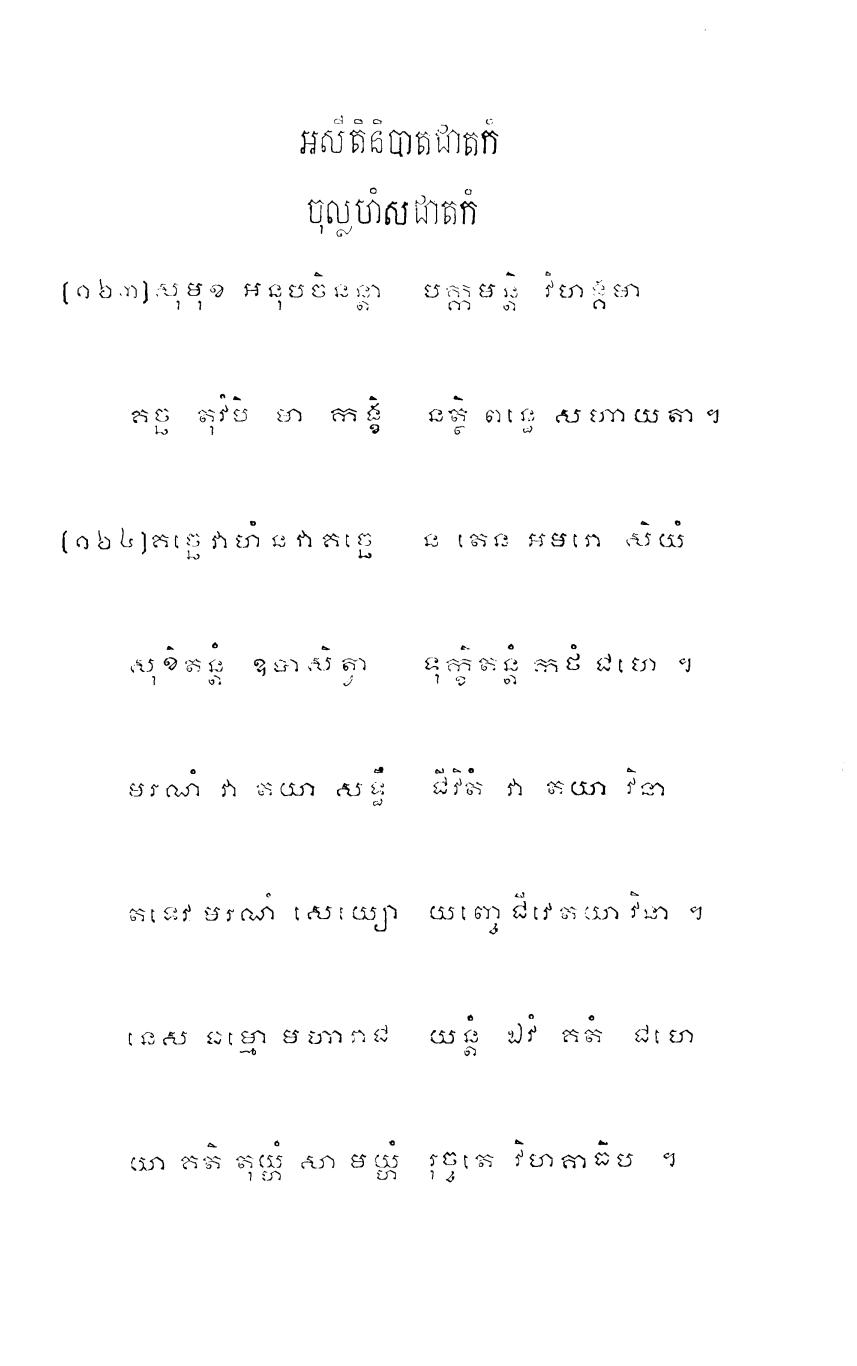 អសីតិនិបាតជាតកំ
ចុល្លហំសជាតកំ
[១៦៣] សុមុខ អនុបចិនន្តា បក្កមន្តិ វិហង្គមា
គច្ឆ តុវំបិ មា កង្ខិ នត្ថិ ពន្ធេ សហាយតា ។
[១៦៤] គច្ឆេ វាហំ ន វា គច្ឆេ ន តេន អមរោ សិយំ
សុខិតន្តំ ឧបាសិត្វា ទុក្ខិតន្តំ កថំ ជហេ ។
មរណំ វា តយា សទ្ធឹ ជីវិតំ វា តយា វិនា
តទេវ មរណំ សេយ្យោ យញ្ចេ ជីវេ តយា វិនា ។
នេស ធម្មោ មហារាជ យន្តំ ឯវំ គតំ ជហេ
យា គតិ តុយ្ហំ សា មយ្ហំ រុច្ចតេ វិហគាធិប ។